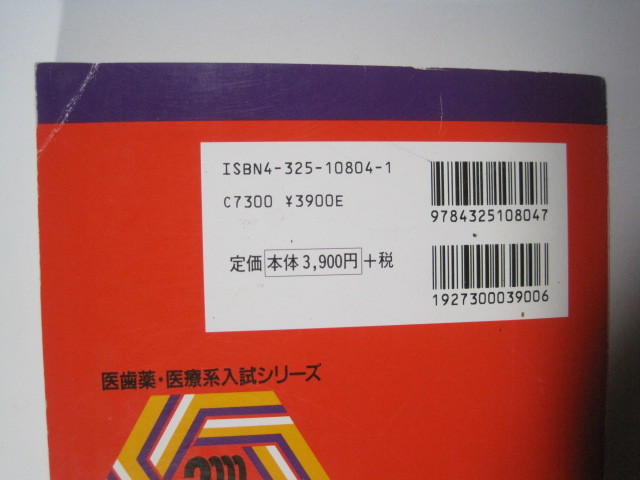 ISBN4-325-10804-1
C7300 ¥3900E
定価 本体 3,900円 +税
9784325108047
1927300039006
医歯薬・医療系入試シリーズ